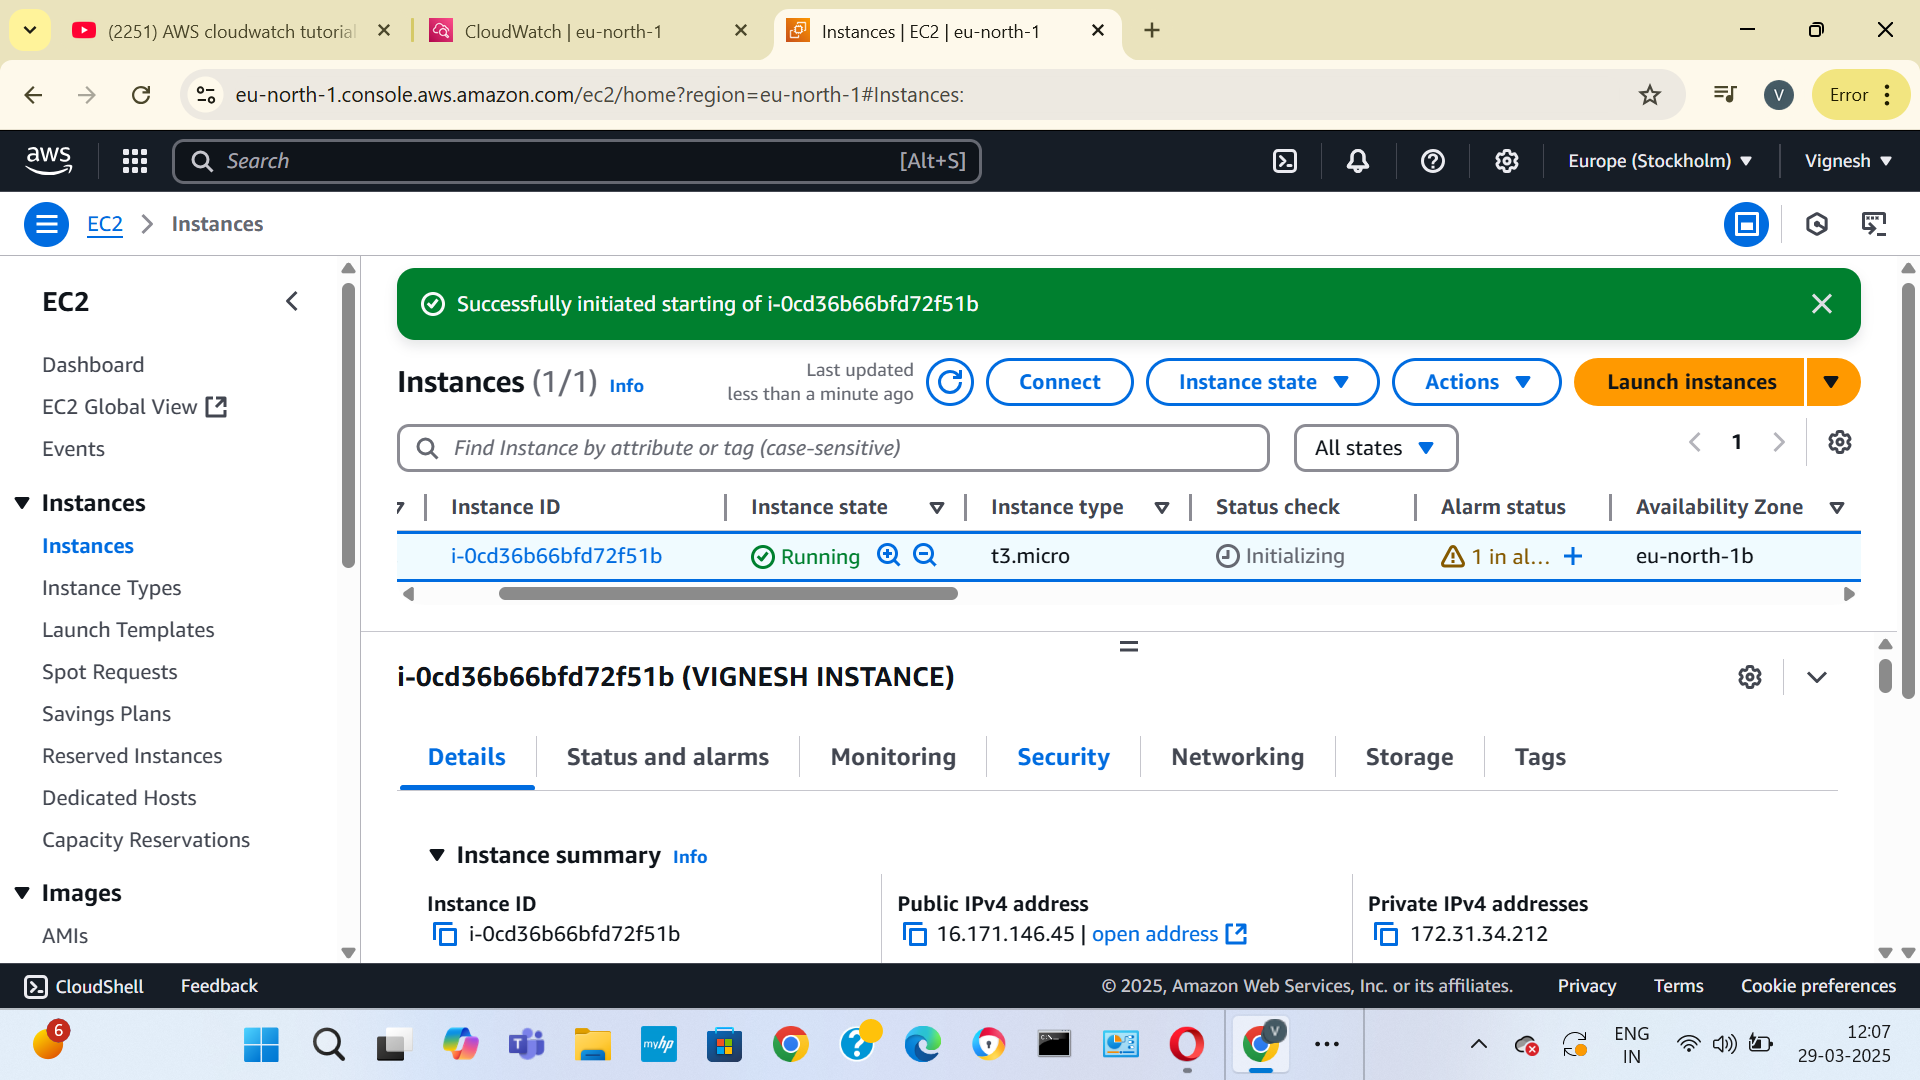 (2251) AWS cloudwatch tutorial
CloudWatch | eu-north-1
Instances | EC2 | eu-north-1
eu-north-1.console.aws.amazon.com/ec2/home?region=eu-north-1#Instances:
V
Error
aws
Search
[Alt+S]
Europe (Stockholm)
Vignesh
EC2
Instances
EC2
Dashboard
EC2 Global View
Events
Instances
Instances
Instance Types
Launch Templates
Spot Requests
Savings Plans
Reserved Instances
Dedicated Hosts
Capacity Reservations
Images
AMIs
Successfully initiated starting of i-0cd36b66bfd72f51b
Instances (1/1) Info
Last updated
less than a minute ago
Connect
Instance state
Actions
Launch instances
Find Instance by attribute or tag (case-sensitive)
All states
1
Instance ID
Instance state
Instance type
Status check
Alarm status
Availability Zone
i-0cd36b66bfd72f51b
Running
t3.micro
Initializing
1 in al...
eu-north-1b
i-0cd36b66bfd72f51b (VIGNESH INSTANCE)
Details
Status and alarms
Monitoring
Security
Networking
Storage
Tags
Instance summary Info
Instance ID
i-0cd36b66bfd72f51b
Public IPv4 address
16.171.146.45 | open address
Private IPv4 addresses
172.31.34.212
CloudShell
Feedback
© 2025, Amazon Web Services, Inc. or its affiliates.
Privacy
Terms
Cookie preferences
6
myhp
V
ENG
IN
12:07
29-03-2025